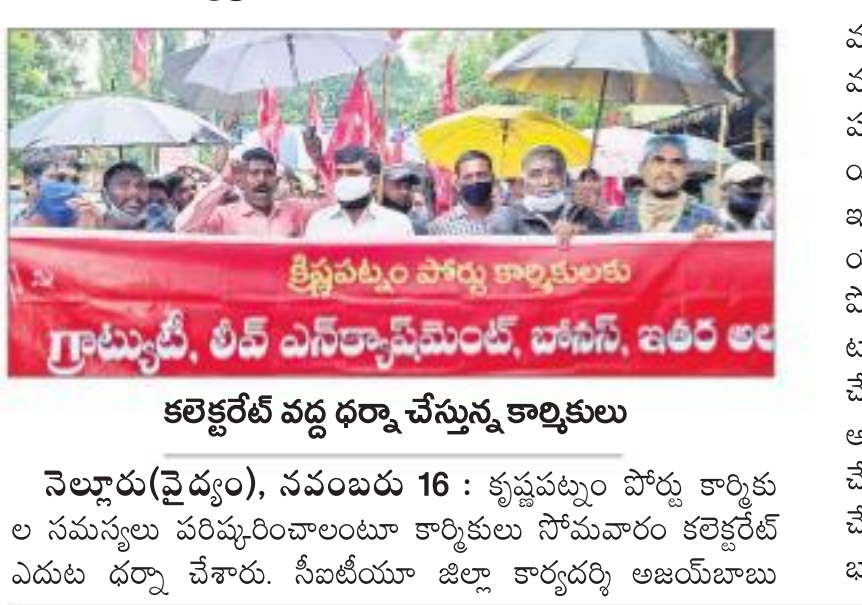 క్రిష్ణపట్నం పోర్టు కార్మికులకు
గ్రాట్యుటీ, లీవ్ ఎన్‌క్యాష్‌మెంట్, బోనస్, ఇతర అల
కలెక్టరేట్ వద్ద ధర్నా చేస్తున్న కార్మికులు
నెల్లూరు(వైద్యం), నవంబరు 16 : కృష్ణపట్నం పోర్టు కార్మికు
ల సమస్యలు పరిష్కరించాలంటూ కార్మికులు సోమవారం కలెక్టరేట్
ఎదుట ధర్నా చేశారు. సీఐటీయూ జిల్లా కార్యదర్శి అజయ్‌బాబు